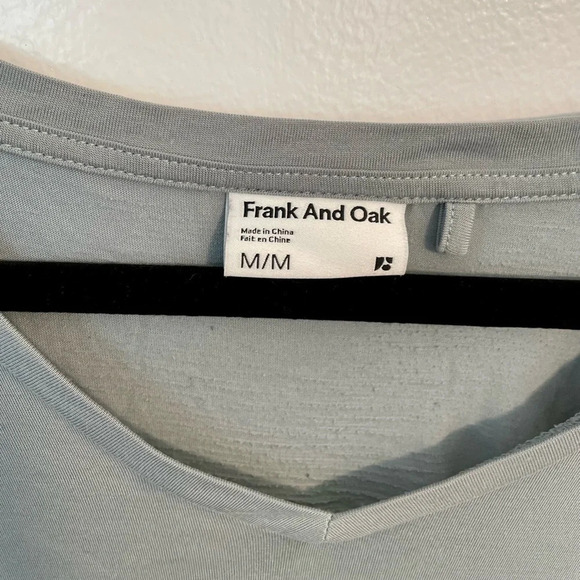 Frank And Oak
Made in China
Fait en Chine
M/M